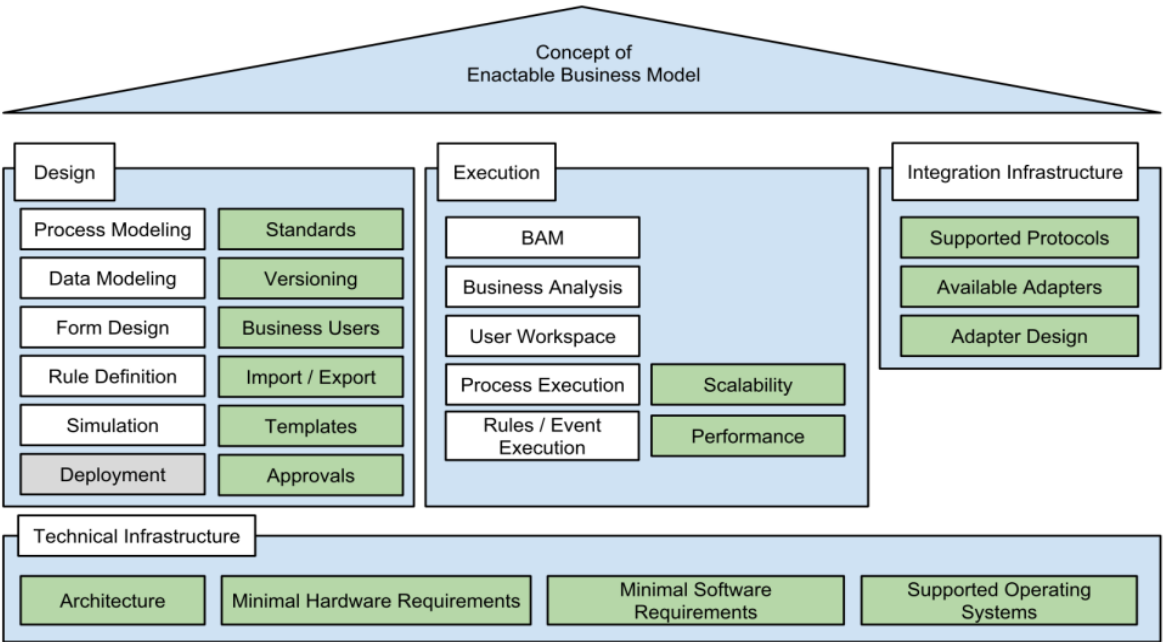 Concept of
Enactable Business Model
Design
Process Modeling
Standards
Data Modeling
Versioning
Form Design
Business Users
Rule Definition
Import / Export
Simulation
Templates
Deployment
Approvals
Execution
BAM
Business Analysis
User Workspace
Process Execution
Scalability
Rules / Event
Execution
Performance
Integration Infrastructure
Supported Protocols
Available Adapters
Adapter Design
Technical Infrastructure
Architecture
Minimal Hardware Requirements
Minimal Software
Requirements
Supported Operating
Systems